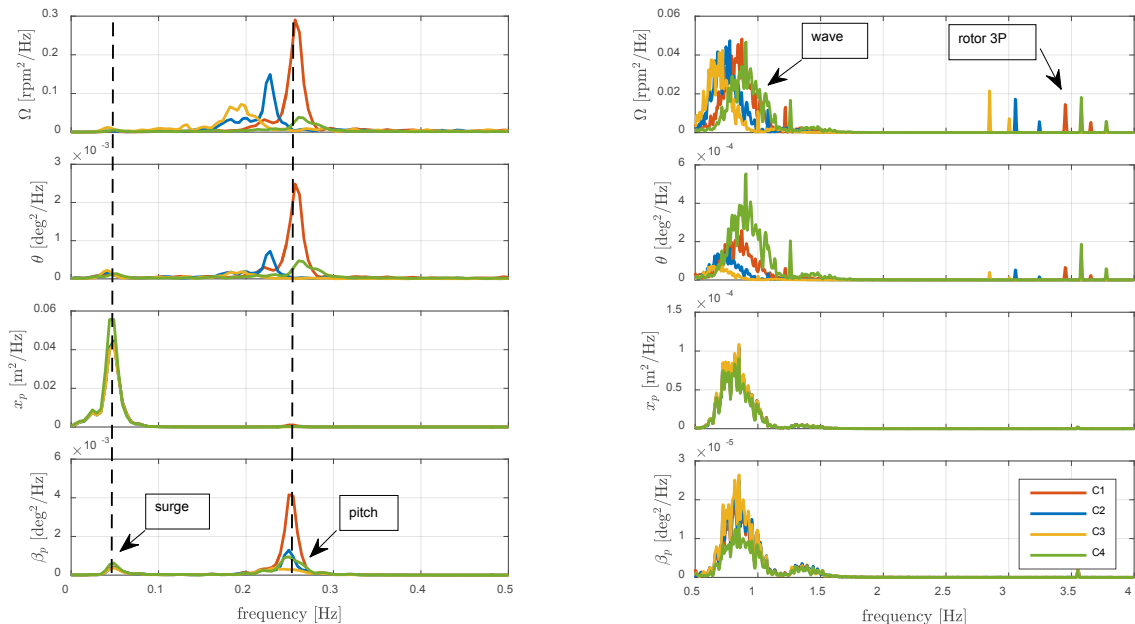 0.3
0.2
0.1
0
Ω [rpm²/Hz]
× 10⁻³
3
2
1
0
θ [deg²/Hz]
0.06
0.04
0.02
0
x_p [m²/Hz]
× 10⁻³
6
4
2
0
β_p [deg²/Hz]
surge
pitch
0 0.1 0.2 0.3 0.4 0.5
frequency [Hz]
0.06
0.04
0.02
0
Ω [rpm²/Hz]
wave
rotor 3P
× 10⁻⁴
6
4
2
0
θ [deg²/Hz]
× 10⁻⁴
1.5
1
0.5
0
x_p [m²/Hz]
× 10⁻⁵
3
2
1
0
β_p [deg²/Hz]
C1
C2
C3
C4
0.5 1 1.5 2 2.5 3 3.5 4
frequency [Hz]